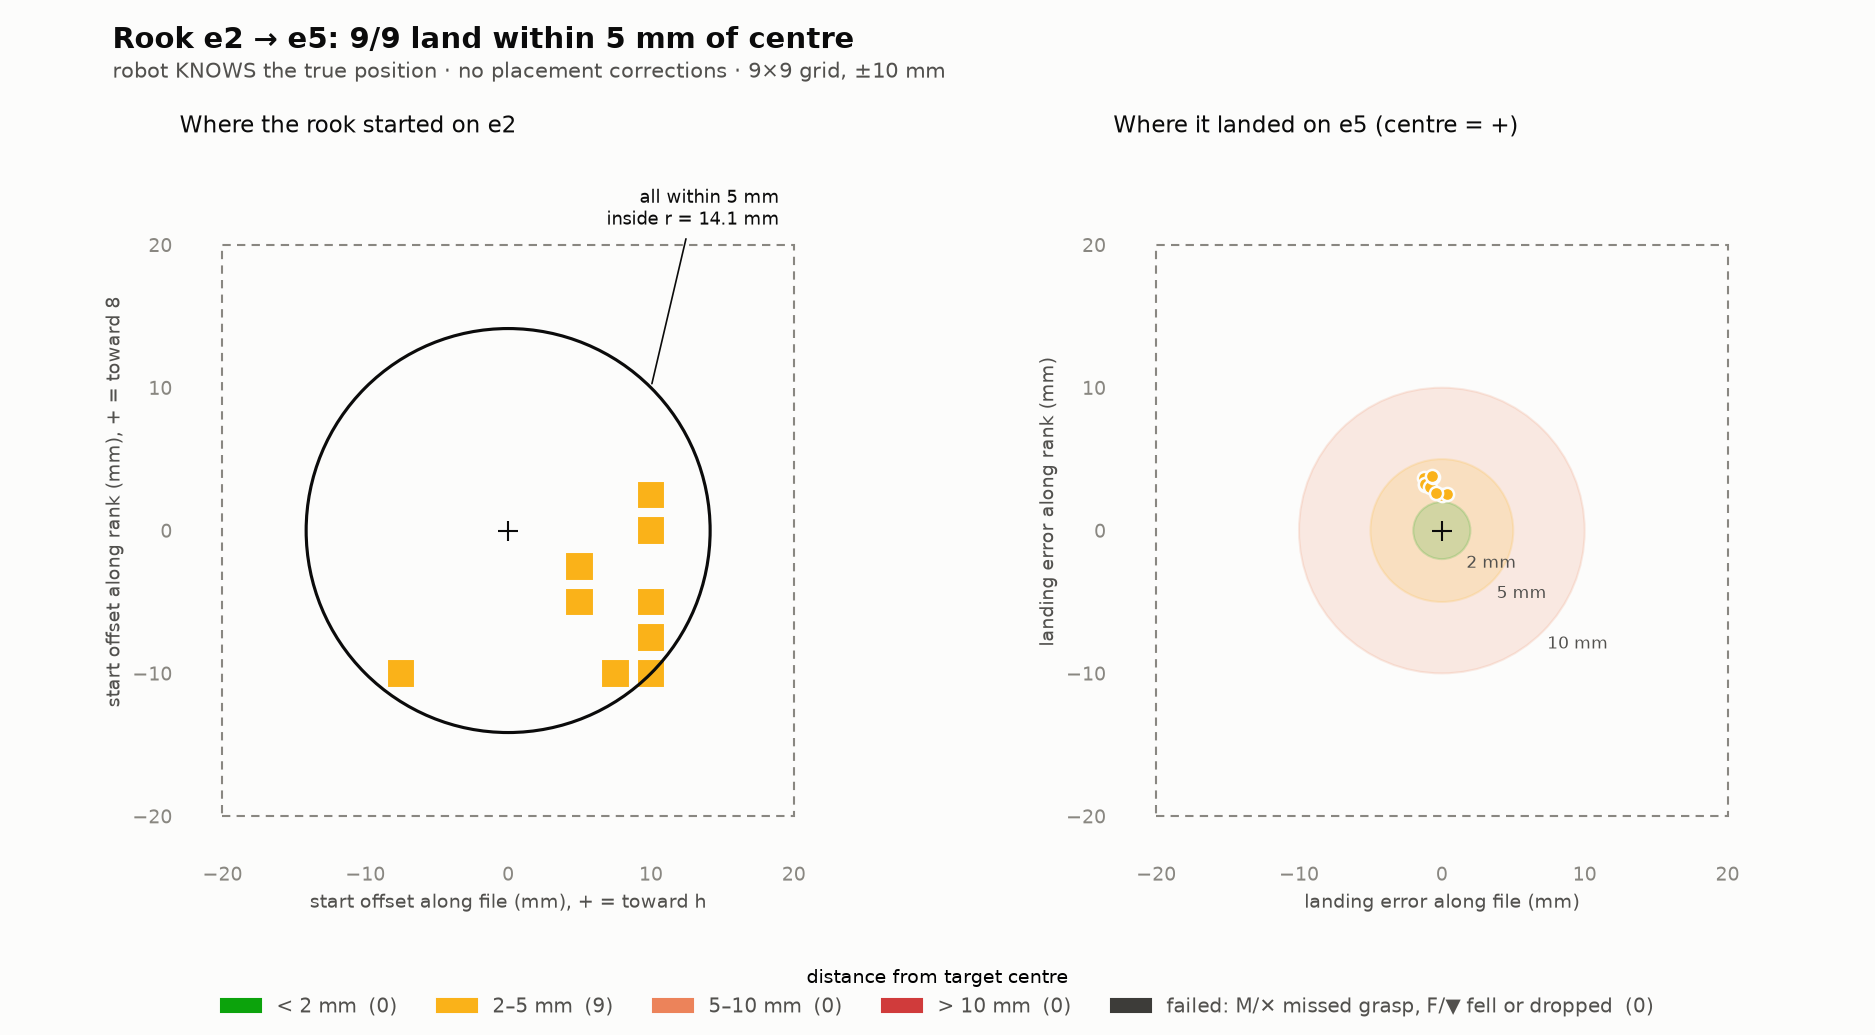 Rook e2 → e5: 9/9 land within 5 mm of centre
robot KNOWS the true position · no placement corrections · 9×9 grid, ±10 mm
Where the rook started on e2
all within 5 mm
inside r = 14.1 mm
20
10
0
−10
−20
start offset along rank (mm), + = toward 8
−20
−10
0
10
20
start offset along file (mm), + = toward h
Where it landed on e5 (centre = +)
20
10
0
−10
−20
landing error along rank (mm)
2 mm
5 mm
10 mm
−20
−10
0
10
20
landing error along file (mm)
distance from target centre
< 2 mm (0)
2–5 mm (9)
5–10 mm (0)
> 10 mm (0)
failed: M/× missed grasp, F/▼ fell or dropped (0)